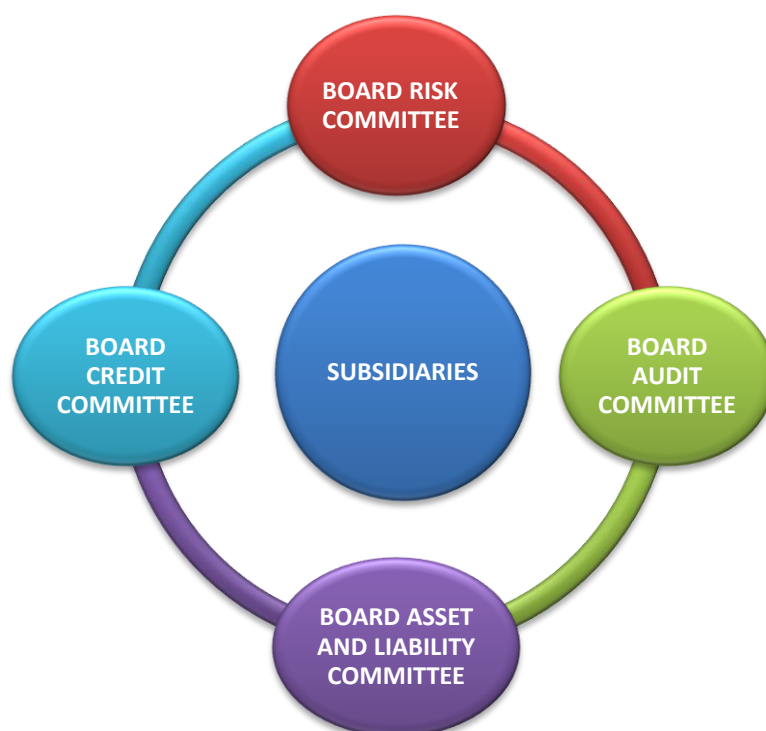 BOARD RISK
COMMITTEE
BOARD
CREDIT
COMMITTEE
SUBSIDIARIES
BOARD
AUDIT
COMMITTEE
BOARD ASSET
AND LIABILITY
COMMITTEE